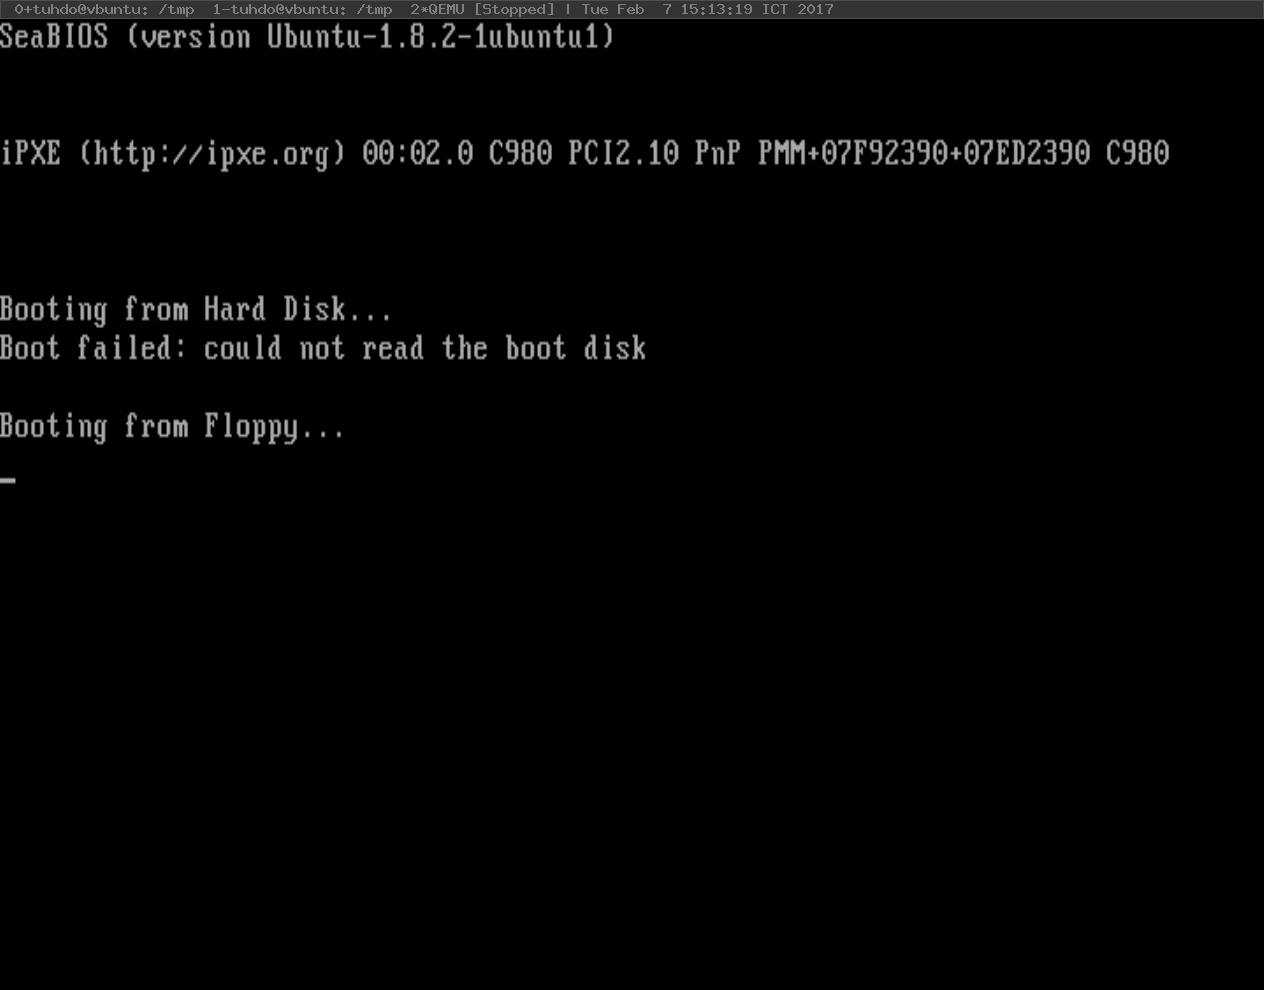 0+tuhdo@vbuntu: /tmp 1-tuhdo@vbuntu: /tmp 2*QEMU [Stopped] | Tue Feb 7 15:13:19 ICT 2017
SeaBIOS (version Ubuntu-1.8.2-1ubuntu1)
iPXE (http://ipxe.org) 00:02.0 C980 PCI2.10 PnP PMM+07F92390+07ED2390 C980
Booting from Hard Disk...
Boot failed: could not read the boot disk
Booting from Floppy...